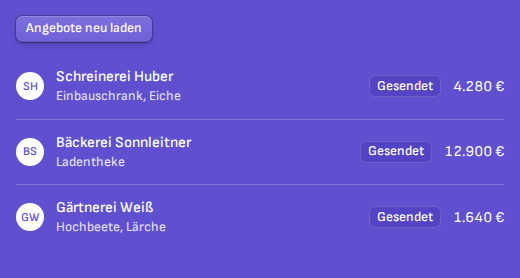 Angebote neu laden
SH
Schreinerei Huber
Einbauschrank, Eiche
Gesendet
4.280 €
BS
Bäckerei Sonnleitner
Ladentheke
Gesendet
12.900 €
GW
Gärtnerei Weiß
Hochbeete, Lärche
Gesendet
1.640 €